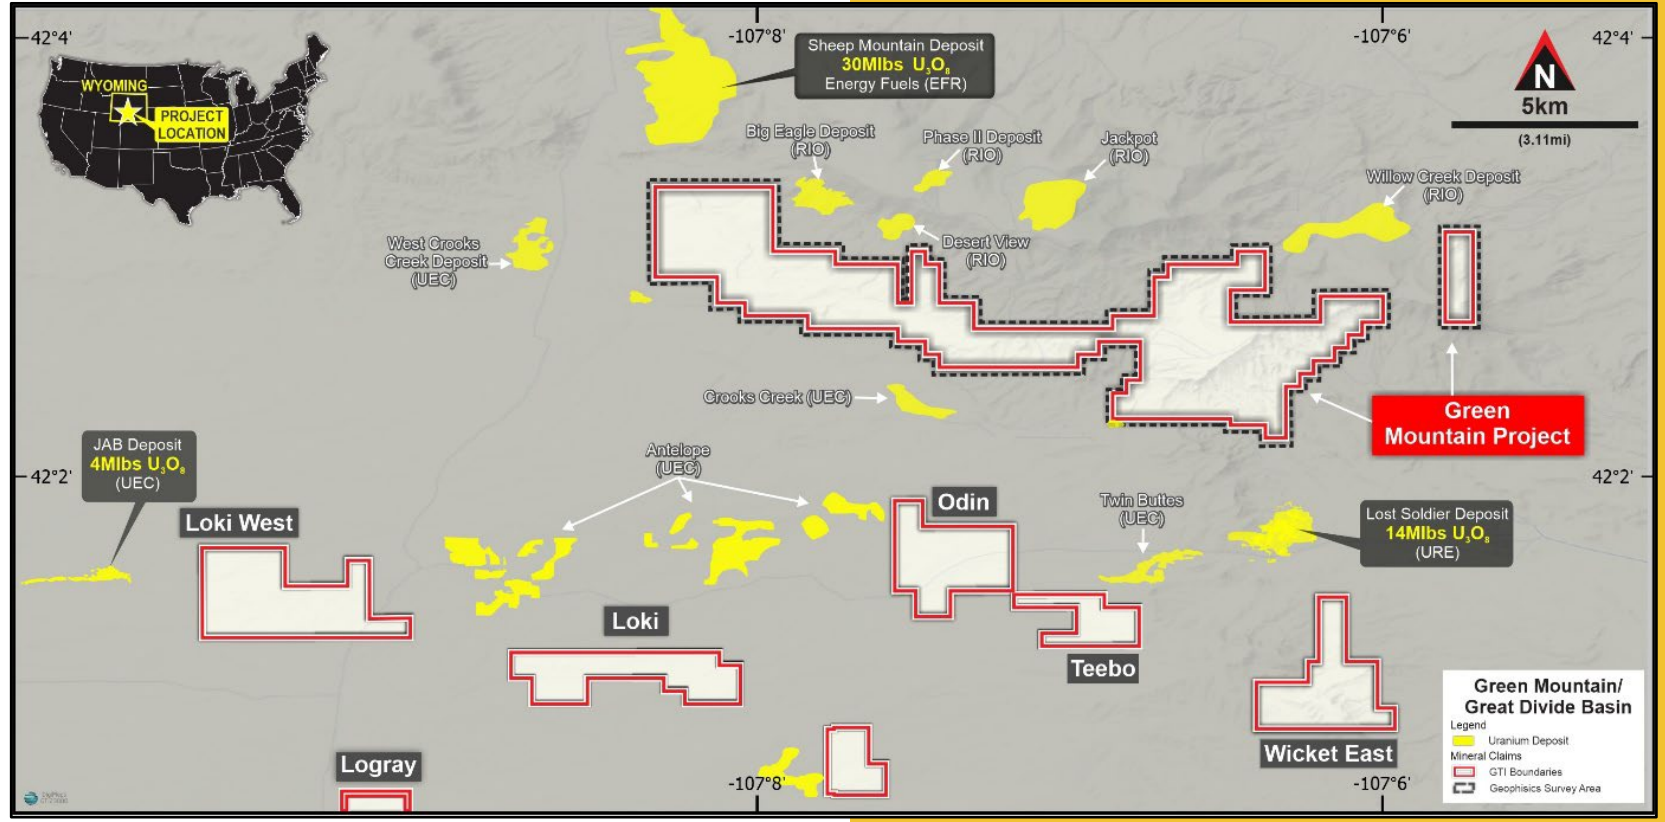 42°4'
-107°8'
-107°6'
42°4'
WYOMING
PROJECT
LOCATION
Sheep Mountain Deposit
30Mlbs U₃O₈
Energy Fuels (EFR)
N
5km
(3.11mi)
Big Eagle Deposit
(RIO)
Phase II Deposit
(RIO)
Jackpot
(RIO)
Willow Creek Deposit
(RIO)
West Crooks
Creek Deposit
(UEC)
Desert View
(RIO)
Crooks Creek (UEC)
Green
Mountain Project
JAB Deposit
4Mlbs U₃O₈
(UEC)
Antelope
(UEC)
42°2'
42°2'
Loki West
Odin
Twin Buttes
(UEC)
Lost Soldier Deposit
14Mlbs U₃O₈
(URE)
Loki
Teebo
Wicket East
Logray
-107°8'
-107°6'
Green Mountain/
Great Divide Basin
Legend
Uranium Deposit
Mineral Claims
GTI Boundaries
Geophisics Survey Area